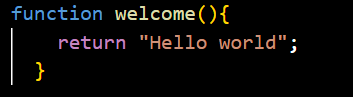 function welcome(){
    return "Hello world";
  }